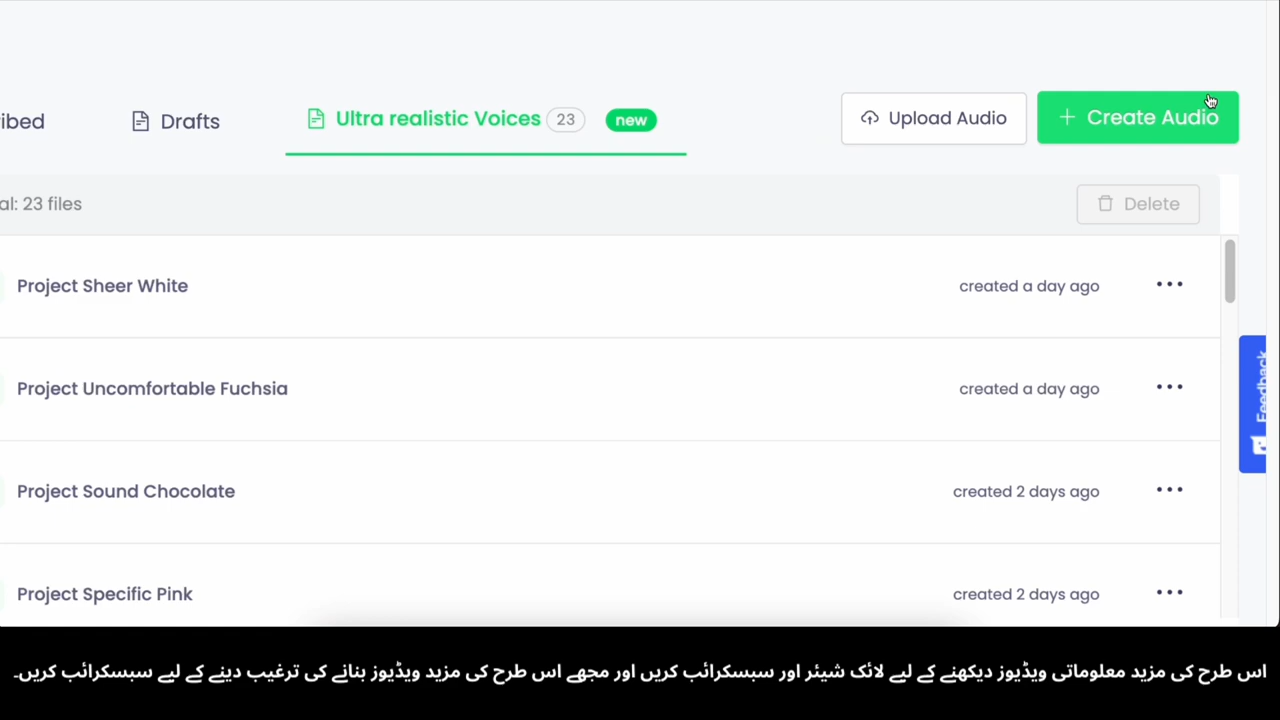 ibed
Drafts
Ultra realistic Voices 23 new
Upload Audio
+ Create Audio
al: 23 files
Delete
Project Sheer White
created a day ago
Project Uncomfortable Fuchsia
created a day ago
Feedback
Project Sound Chocolate
created 2 days ago
Project Specific Pink
created 2 days ago
اس طرح کی مزید معلوماتی ویڈیوز دیکھنے کے لیے لائک شیئر اور سبسکرائب کریں اور مجھے اس طرح کی مزید ویڈیوز بنانے کی ترغیب دینے کے لیے سبسکرائب کریں۔